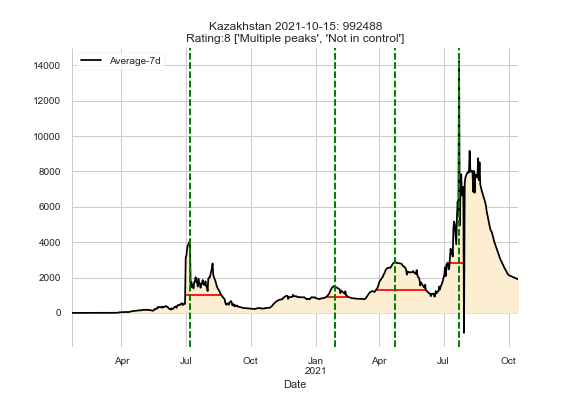 Kazakhstan 2021-10-15: 992488
Rating:8 ['Multiple peaks', 'Not in control']
Average-7d
14000
12000
10000
8000
6000
4000
2000
0
Apr Jul Oct Jan Apr Jul Oct
2021
Date